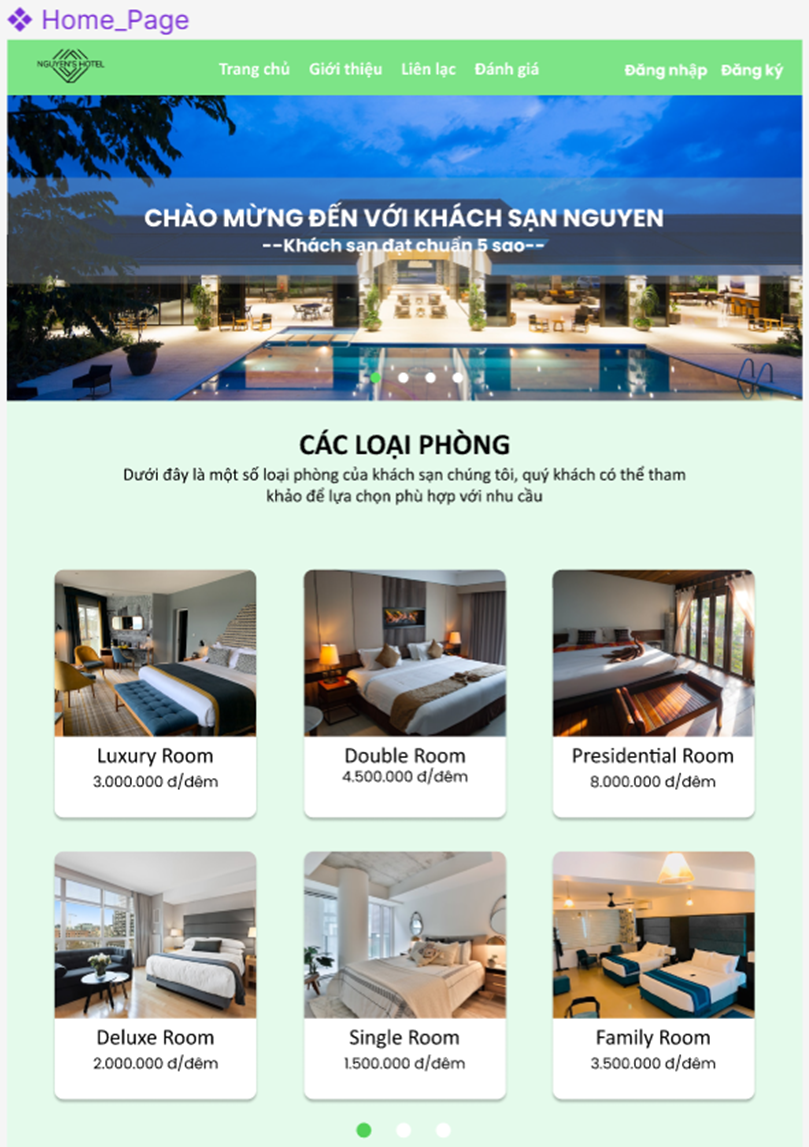 Home_Page
NGUYEN'S HOTEL
Trang chủ Giới thiệu Liên lạc Đánh giá Đăng nhập Đăng ký
CHÀO MỪNG ĐẾN VỚI KHÁCH SẠN NGUYEN
--Khách sạn đạt chuẩn 5 sao--
CÁC LOẠI PHÒNG
Dưới đây là một số loại phòng của khách sạn chúng tôi, quý khách có thể tham
khảo để lựa chọn phù hợp với nhu cầu
Luxury Room
3.000.000 đ/đêm
Double Room
4.500.000 đ/đêm
Presidential Room
8.000.000 đ/đêm
Deluxe Room
2.000.000 đ/đêm
Single Room
1.500.000 đ/đêm
Family Room
3.500.000 đ/đêm